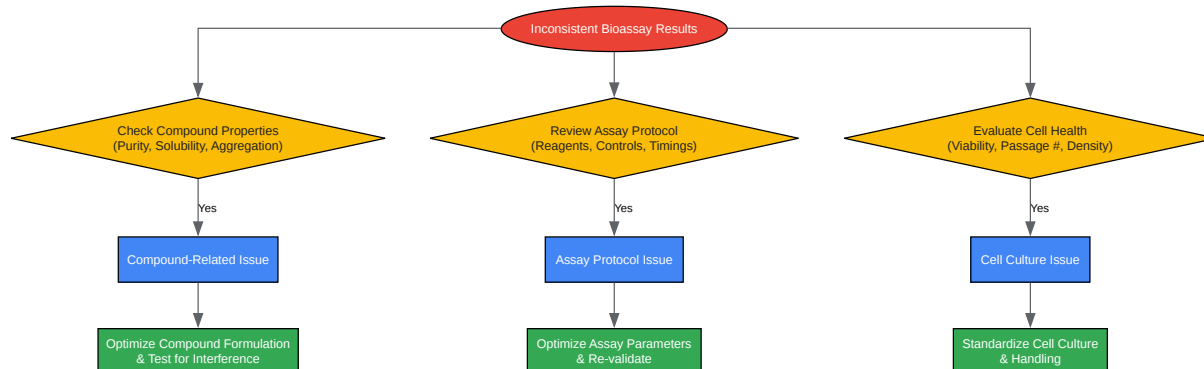 Inconsistent Bioassay Results
Check Compound Properties
(Purity, Solubility, Aggregation)
Review Assay Protocol
(Reagents, Controls, Timings)
Evaluate Cell Health
(Viability, Passage #, Density)
Yes
Yes
Yes
Compound-Related Issue
Assay Protocol Issue
Cell Culture Issue
Optimize Compound Formulation
& Test for Interference
Optimize Assay Parameters
& Re-validate
Standardize Cell Culture
& Handling